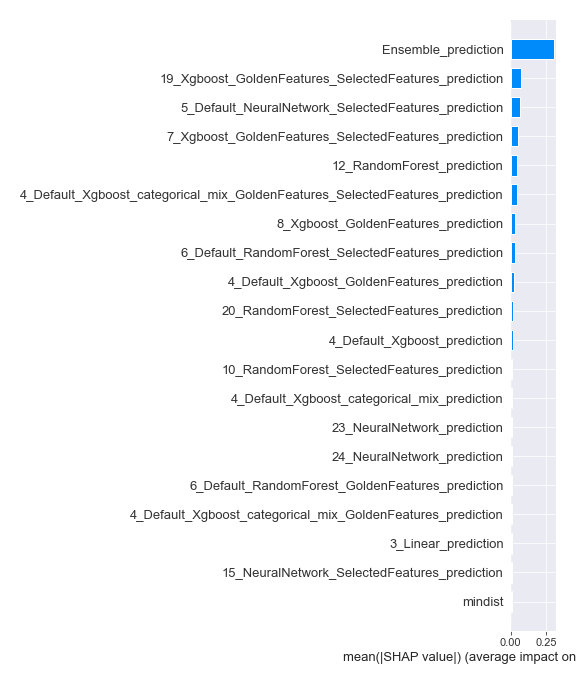 Ensemble_prediction
19_Xgboost_GoldenFeatures_SelectedFeatures_prediction
5_Default_NeuralNetwork_SelectedFeatures_prediction
7_Xgboost_GoldenFeatures_SelectedFeatures_prediction
12_RandomForest_prediction
4_Default_Xgboost_categorical_mix_GoldenFeatures_SelectedFeatures_prediction
8_Xgboost_GoldenFeatures_prediction
6_Default_RandomForest_SelectedFeatures_prediction
4_Default_Xgboost_GoldenFeatures_prediction
20_RandomForest_SelectedFeatures_prediction
4_Default_Xgboost_prediction
10_RandomForest_SelectedFeatures_prediction
4_Default_Xgboost_categorical_mix_prediction
23_NeuralNetwork_prediction
24_NeuralNetwork_prediction
6_Default_RandomForest_GoldenFeatures_prediction
4_Default_Xgboost_categorical_mix_GoldenFeatures_prediction
3_Linear_prediction
15_NeuralNetwork_SelectedFeatures_prediction
mindist
0.00 0.25
mean(|SHAP value|) (average impact on